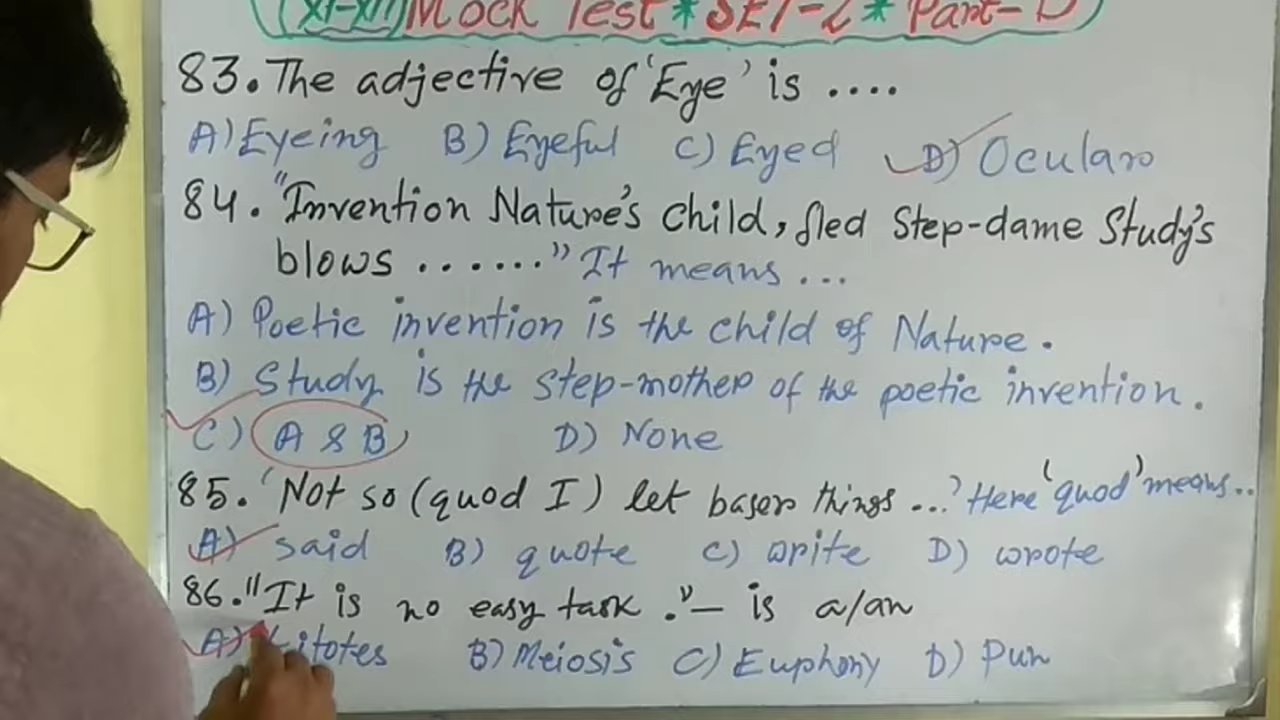 (XI-XII) Mock Test * SET-2 * Part-D
83. The adjective of 'Eye' is ....
A) Eyeing B) Eyeful C) Eyed D) Ocular
84. "Invention Nature's child, fled Step-dame Study's
blows ......." It means ...
A) Poetic invention is the child of Nature.
B) Study is the step-mother of the poetic invention.
C) A & B D) None
85. 'Not so (quod I) let baser things ...' Here 'quod' means...
A) said B) quote C) write D) wrote
86. "It is no easy task." – is a/an
A) Litotes B) Meiosis C) Euphony D) Pun